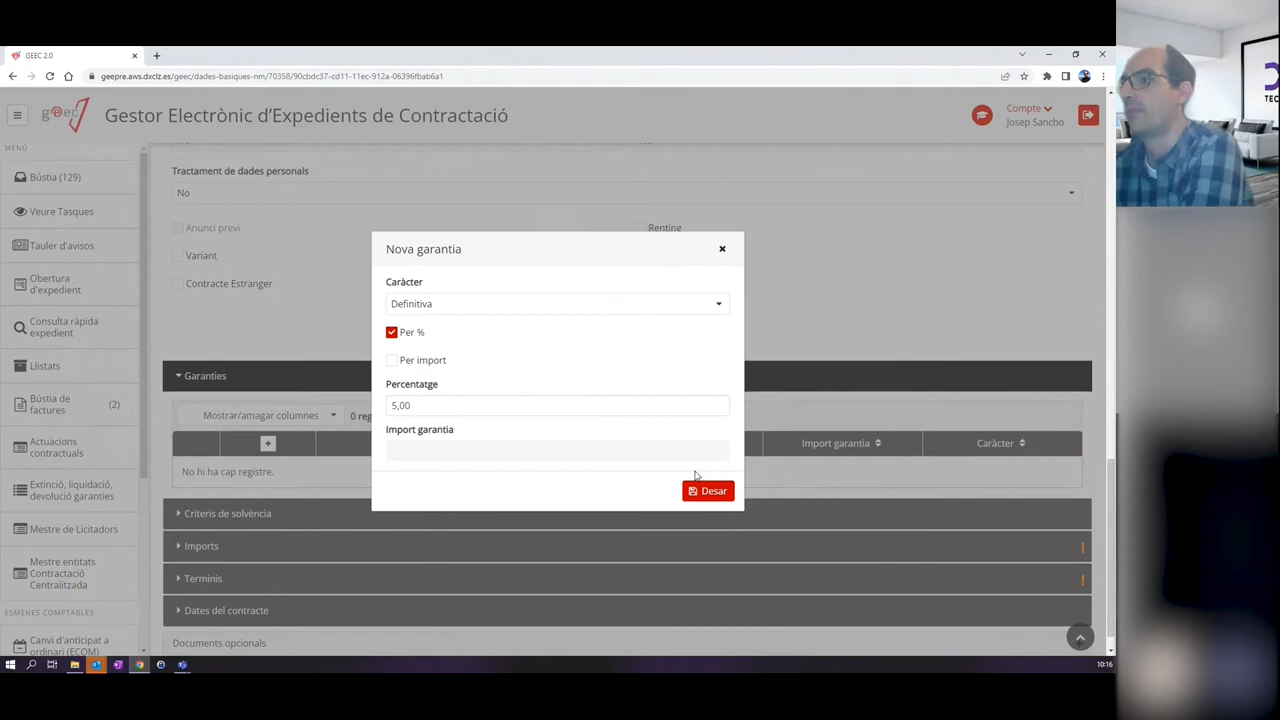 GEEC 2.0
geepre.aws.dxclz.es/geec/dades-basiques-nm/70358/90cbdc37-cd11-11ec-912a-06396fbab6a1
geec
Gestor Electrònic d'Expedients de Contractació
Compte
Josep Sancho
TEC
MENÚ
Bústia (129)
Veure Tasques
Tauler d'avisos
Obertura
d'expedient
Consulta ràpida
expedient
Llistats
Bústia de
factures
(2)
Actuacions
contractuals
Extinció, liquidació,
devolució garanties
Mestre de Licitadors
Mestre entitats
Contractació
Centralitzada
ESMENES COMPTABLES
Canvi d'anticipat a
ordinari (ECOM)
Tractament de dades personals
No
Anunci previ
Renting
Variant
Contracte Estranger
Nova garantia
Caràcter
Definitiva
Per %
Per import
Percentatge
5,00
Import garantia
Desar
Garanties
Mostrar/amagar columnes
0 reg
Import garantia
Caràcter
No hi ha cap registre.
Criteris de solvència
Imports
!
Terminis
!
Dates del contracte
Documents opcionals
10:16